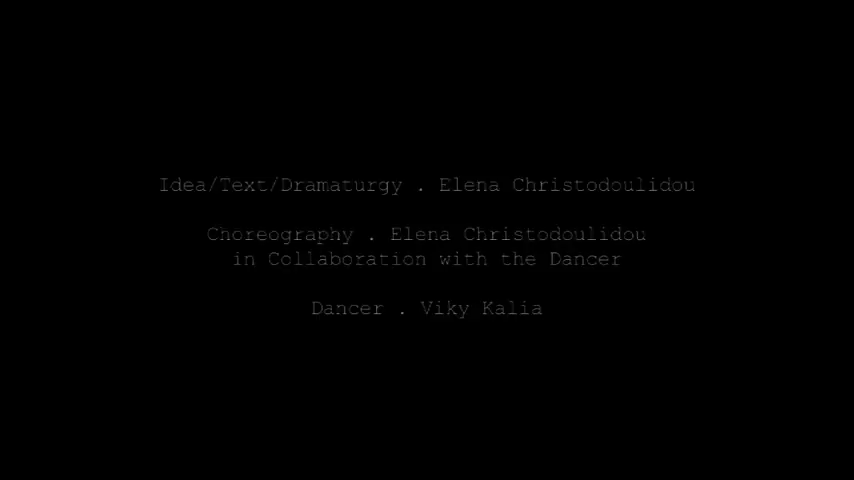 Idea/Text/Dramaturgy . Elena Christodoulidou
Choreography . Elena Christodoulidou
in Collaboration with the Dancer
Dancer . Viky Kalia